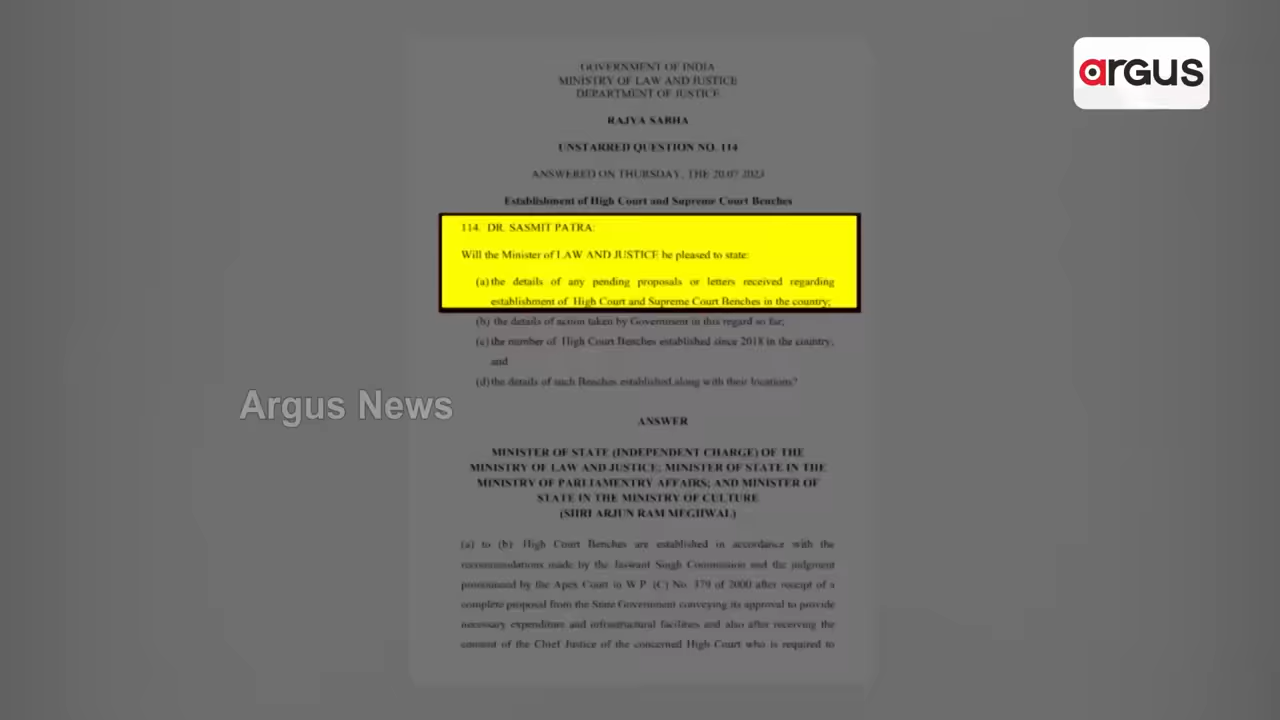 argus
GOVERNMENT OF INDIA
MINISTRY OF LAW AND JUSTICE
DEPARTMENT OF JUSTICE
RAJYA SABHA
UNSTARRED QUESTION NO. 114
ANSWERED ON THURSDAY, THE 20.07.2023
Establishment of High Court and Supreme Court Benches
114. DR. SASMIT PATRA:
Will the Minister of LAW AND JUSTICE be pleased to state:
(a) the details of any pending proposals or letters received regarding
establishment of High Court and Supreme Court Benches in the country;
(b) the details of action taken by Government in this regard so far;
(c) the number of High Court Benches established since 2018 in the country,
and
(d) the details of such Benches established along with their locations?
Argus News
ANSWER
MINISTER OF STATE (INDEPENDENT CHARGE) OF THE
MINISTRY OF LAW AND JUSTICE; MINISTER OF STATE IN THE
MINISTRY OF PARLIAMENTRY AFFAIRS; AND MINISTER OF
STATE IN THE MINISTRY OF CULTURE
(SHRI ARJUN RAM MEGHWAL)
(a) to (b) High Court Benches are established in accordance with the
recommendations made by the Jaswant Singh Commission and the judgment
pronounced by the Apex Court in W.P. (C) No. 379 of 2000 after receipt of a
complete proposal from the State Government conveying its approval to provide
necessary expenditure and infrastructural facilities and also after receiving the
consent of the Chief Justice of the concerned High Court who is required to